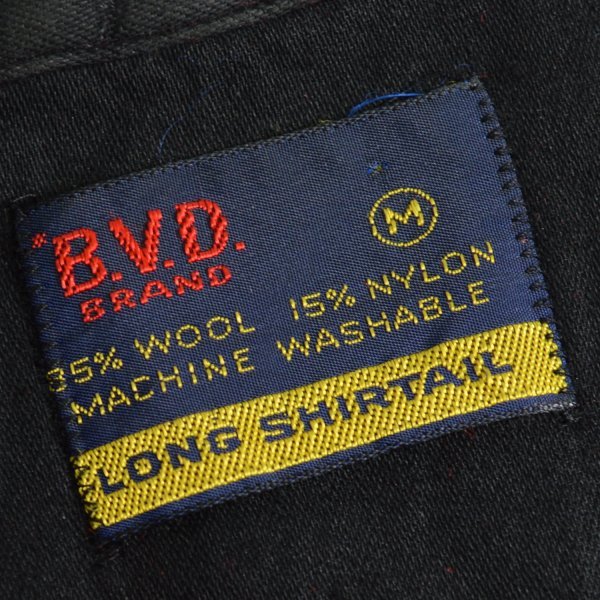 *B.V.D.
BRAND
M
85% WOOL 15% NYLON
MACHINE WASHABLE
LONG SHIRTAIL